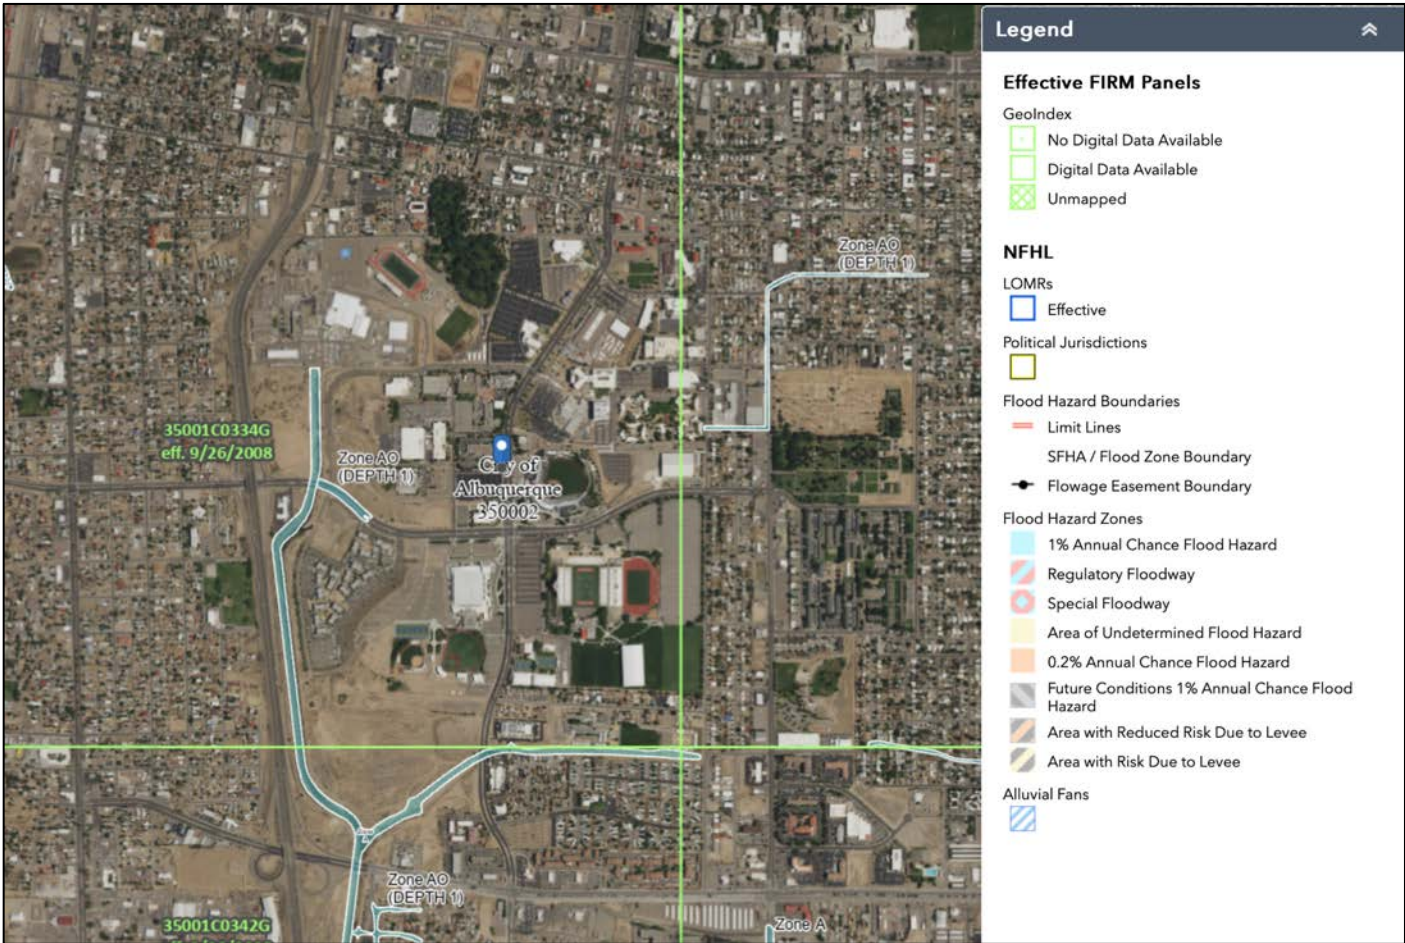 Zone AO
(DEPTH 1)
35001C0334G
eff. 9/26/2008
Zone AO
(DEPTH 1)
City of
Albuquerque
350002
Zone AO
(DEPTH 1)
35001C0342G
Zone A
Legend
Effective FIRM Panels
GeoIndex
No Digital Data Available
Digital Data Available
Unmapped
NFHL
LOMRs
Effective
Political Jurisdictions
Flood Hazard Boundaries
Limit Lines
SFHA / Flood Zone Boundary
Flowage Easement Boundary
Flood Hazard Zones
1% Annual Chance Flood Hazard
Regulatory Floodway
Special Floodway
Area of Undetermined Flood Hazard
0.2% Annual Chance Flood Hazard
Future Conditions 1% Annual Chance Flood
Hazard
Area with Reduced Risk Due to Levee
Area with Risk Due to Levee
Alluvial Fans